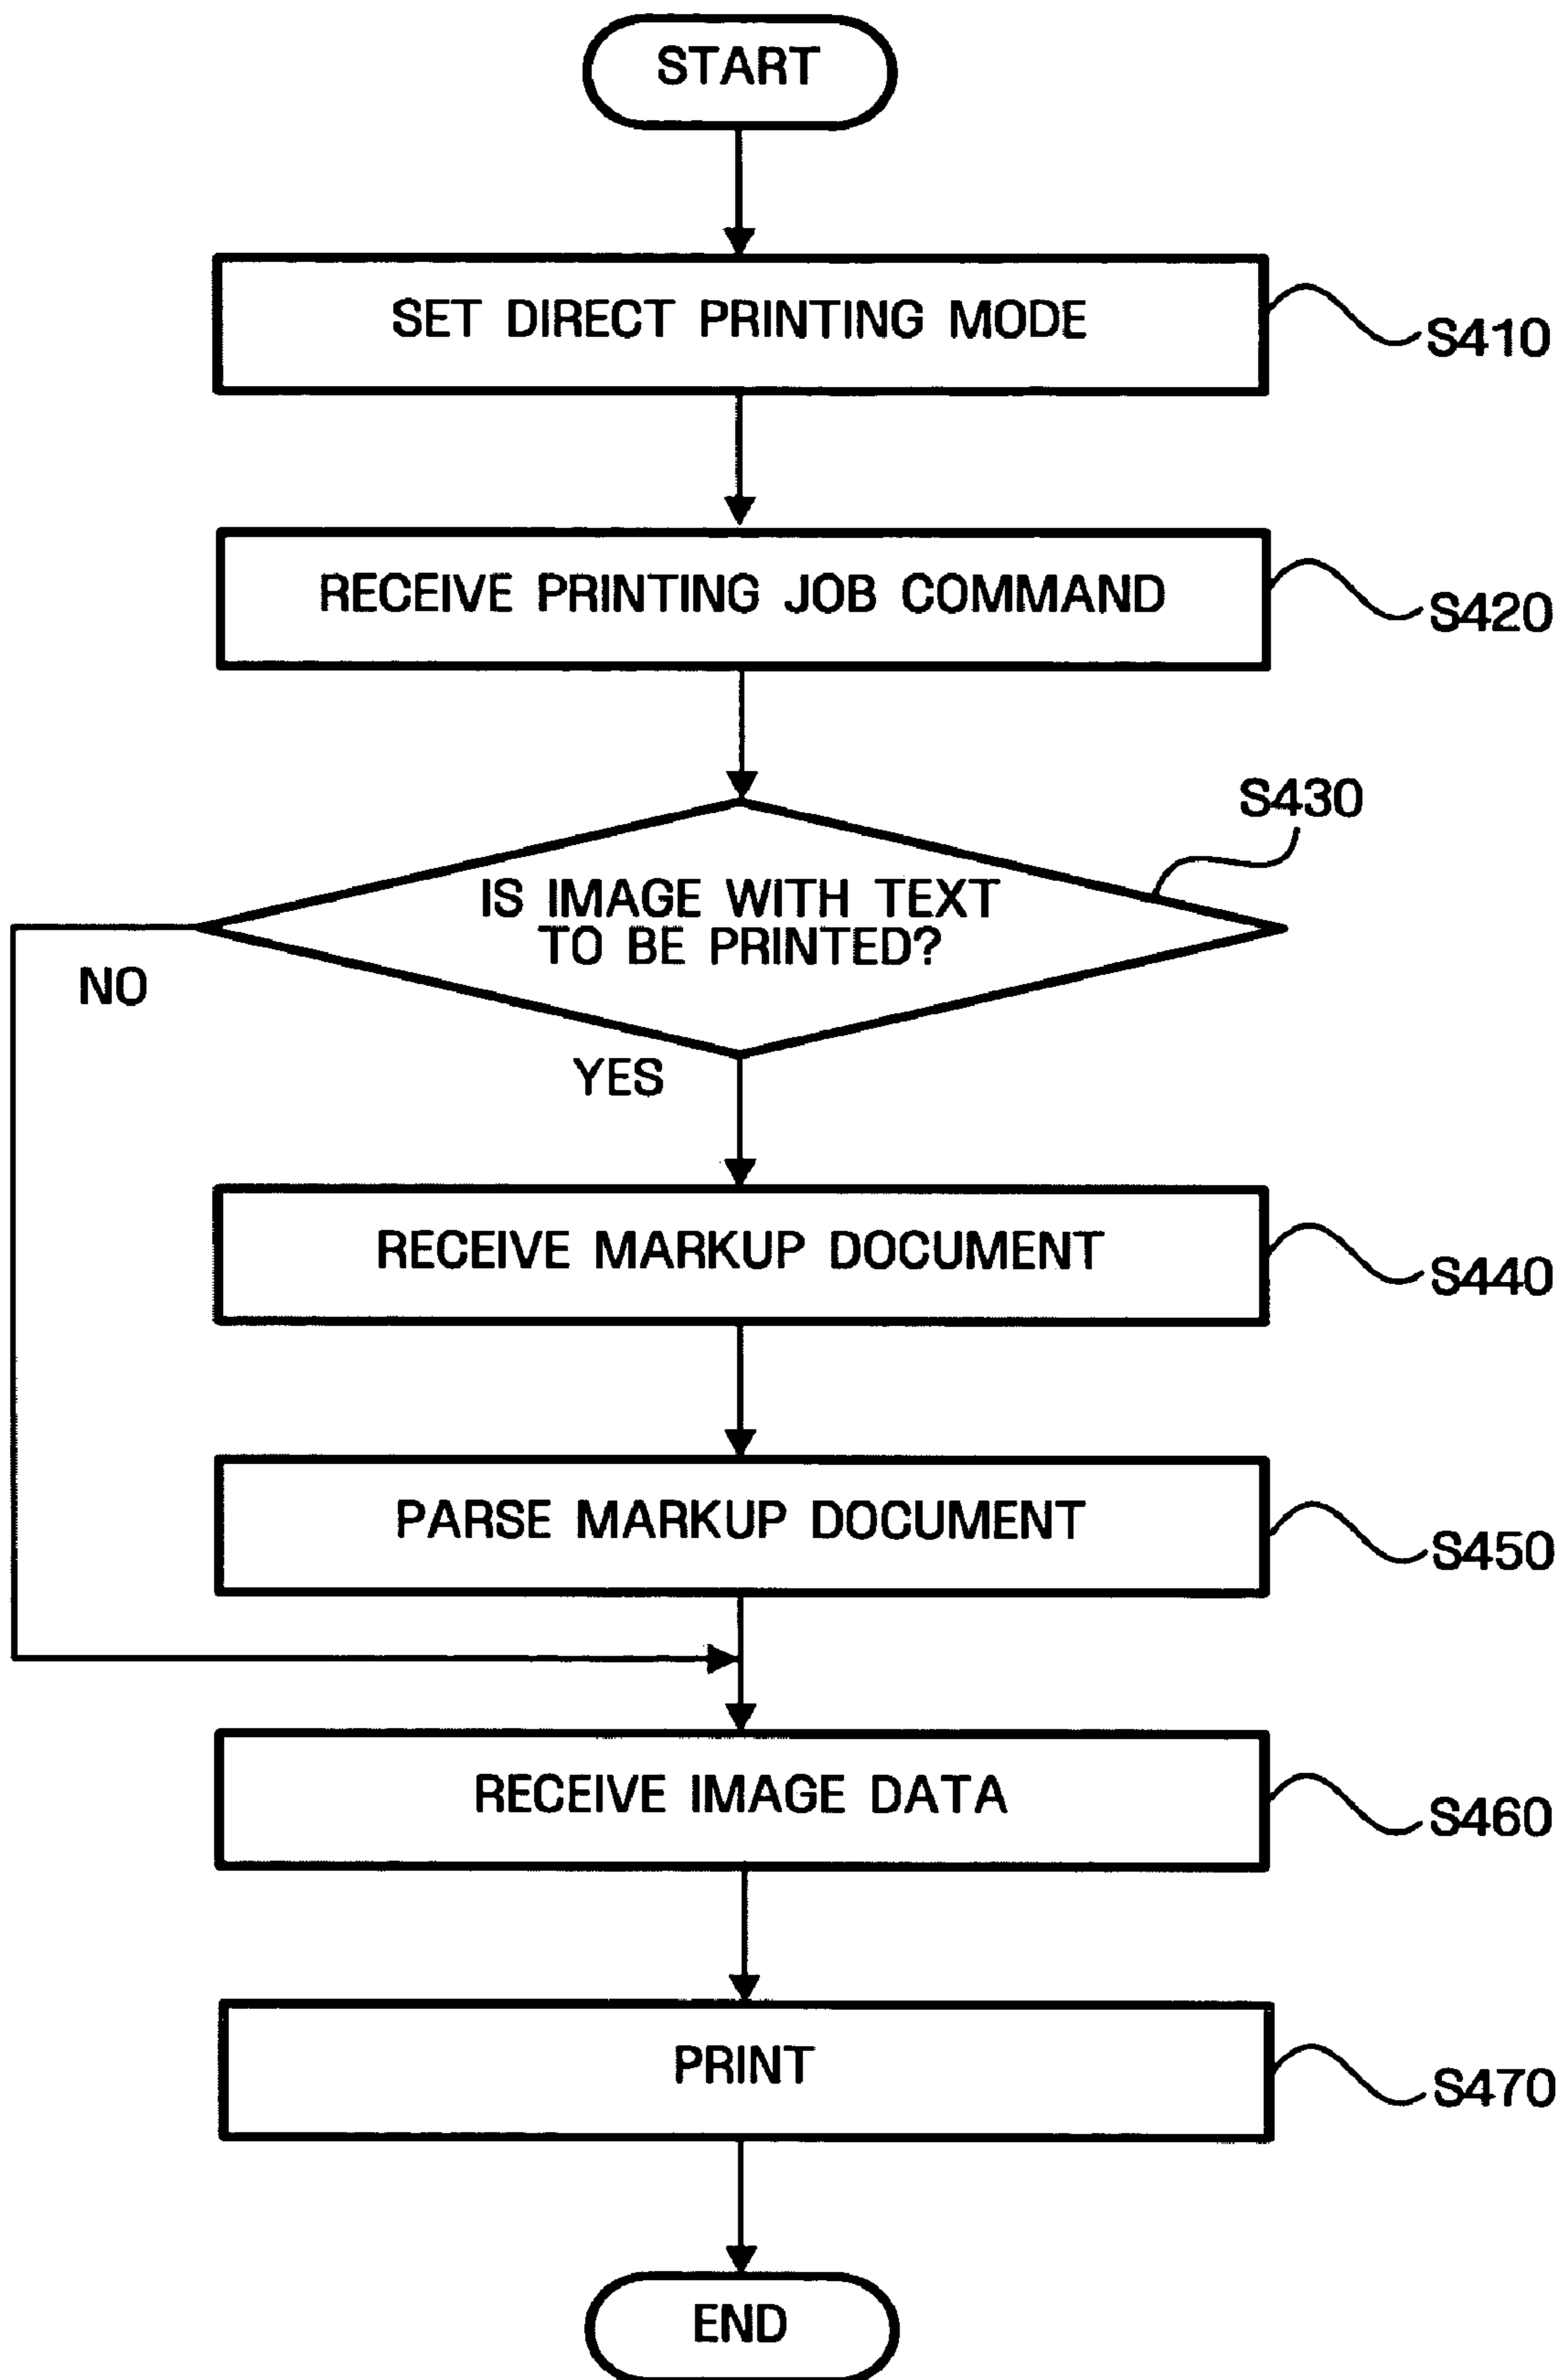 START
SET DIRECT PRINTING MODE
S410
RECEIVE PRINTING JOB COMMAND
S420
S430
IS IMAGE WITH TEXT
TO BE PRINTED?
NO
YES
RECEIVE MARKUP DOCUMENT
S440
PARSE MARKUP DOCUMENT
S450
RECEIVE IMAGE DATA
S460
PRINT
S470
END